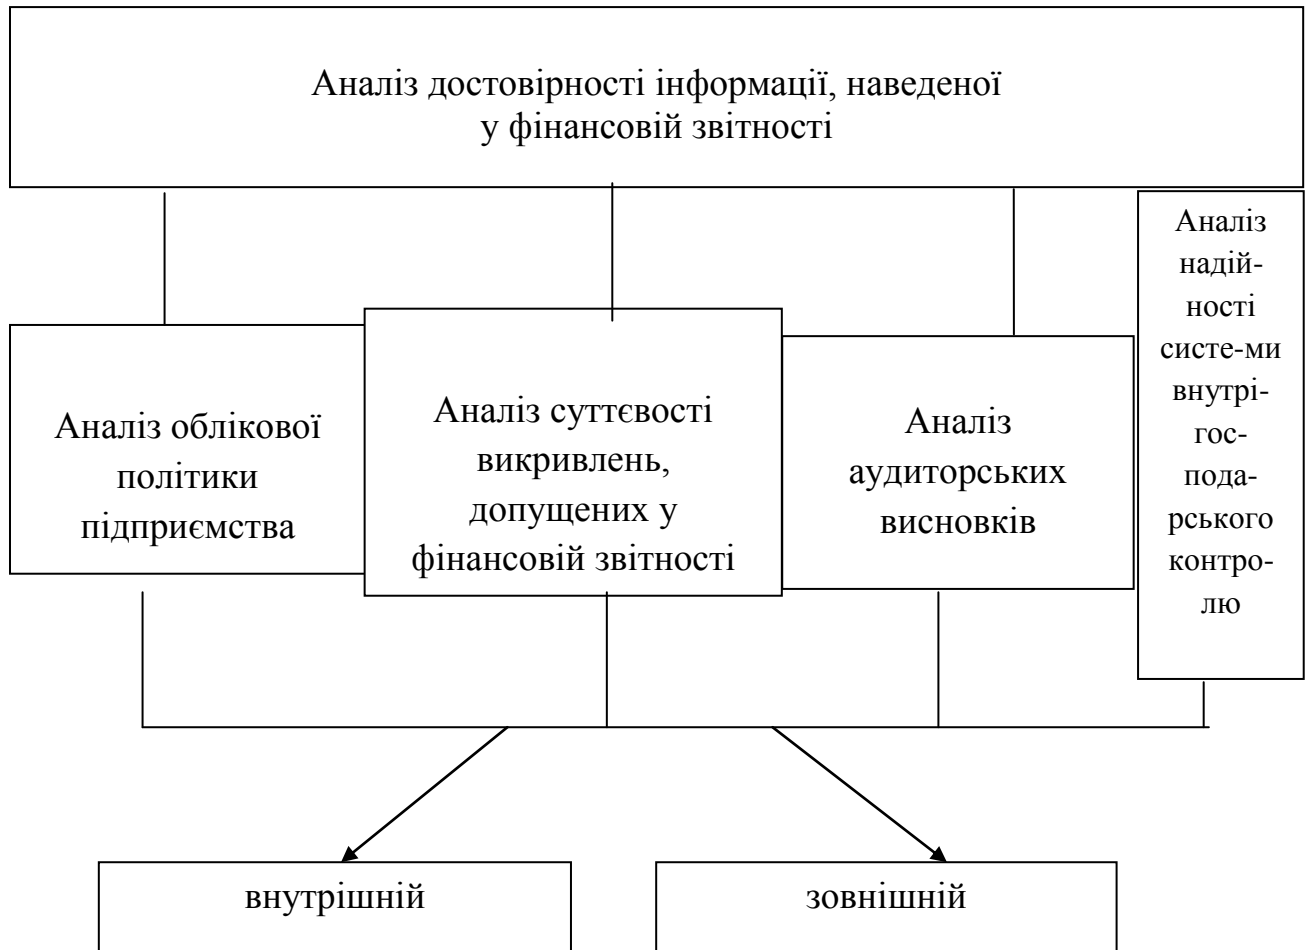 Аналіз достовірності інформації, наведеної
у фінансовій звітності
Аналіз облікової
політики
підприємства
Аналіз суттєвості
викривлень,
допущених у
фінансовій звітності
Аналіз
аудиторських
висновків
Аналіз
надій-
ності
систе-ми
внутрі-
гос-
пода-
рського
контро-
лю
внутрішній
зовнішній